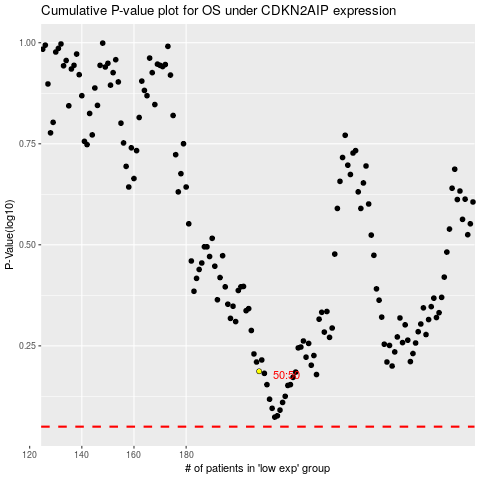 Cumulative P-value plot for OS under CDKN2AIP expression
P-Value(log10)
1.00
0.75
0.50
0.25
50:50
120 140 160 180
# of patients in 'low exp' group